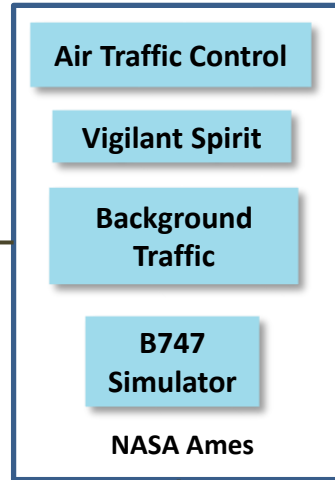 Air Traffic Control
Vigilant Spirit
Background
Traffic
B747
Simulator
NASA Ames